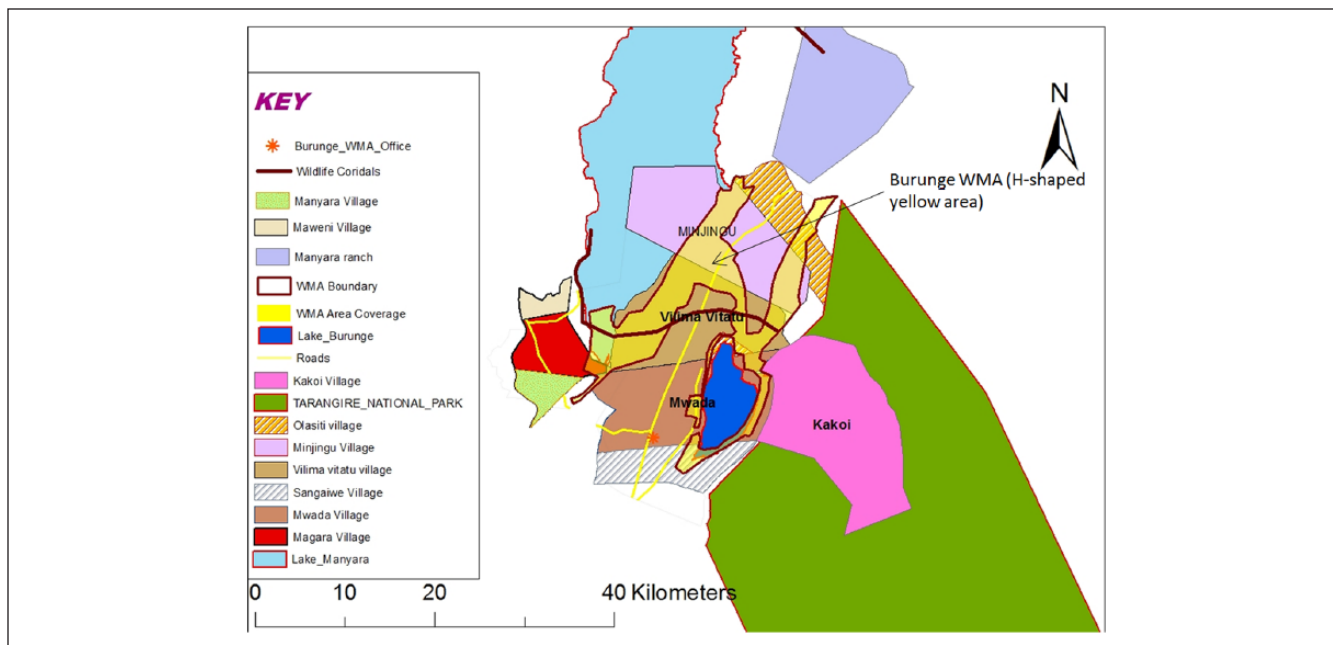 KEY
Burunge_WMA_Office
Wildlife Coridals
Manyara Village
Maweni Village
Manyara ranch
WMA Boundary
WMA Area Coverage
Lake_Burunge
Roads
Kakoi Village
TARANGIRE_NATIONAL_PARK
Olasiti village
Minjingu Village
Vilima vitatu village
Sangaiwe Village
Mwada Village
Magara Village
Lake_Manyara
0 10 20 40 Kilometers
N
Burunge WMA (H-shaped
yellow area)
MINJINGU
Vilima Vitatu
Mwada
Kakoi